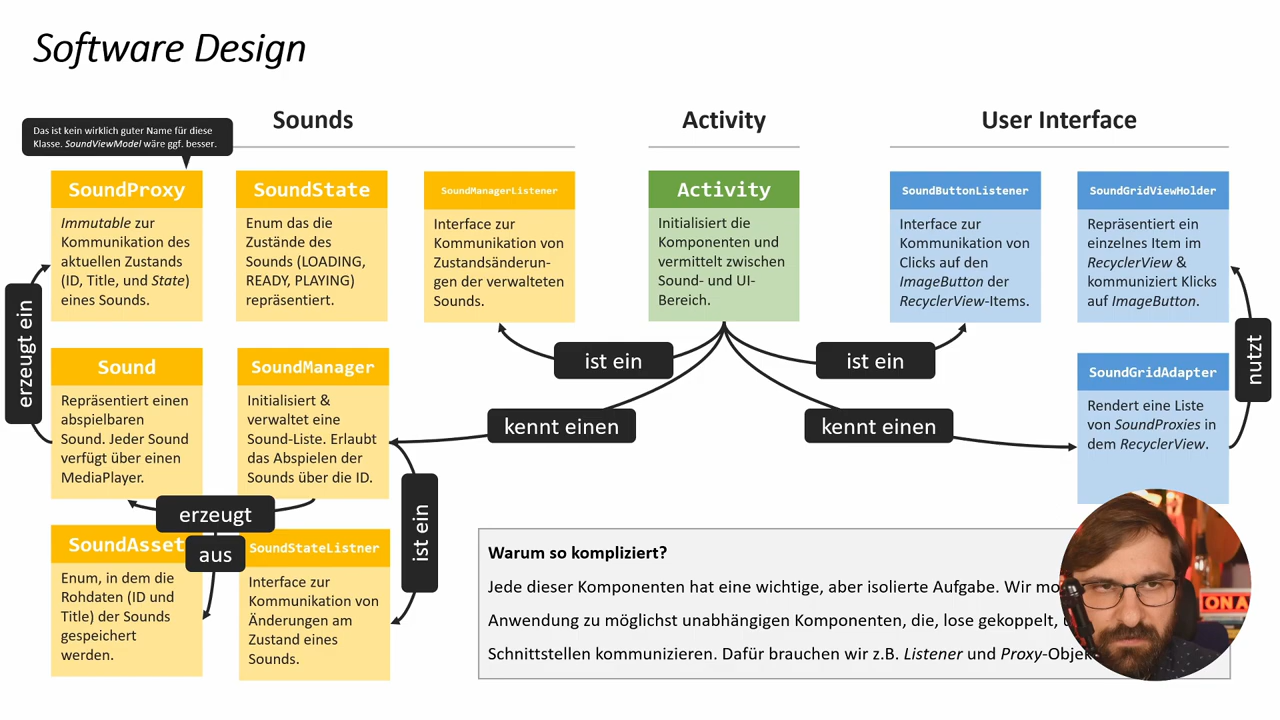 Software Design
Sounds
Activity
User Interface
Das ist kein wirklich guter Name für diese
Klasse. SoundViewModel wäre ggf. besser.
SoundProxy
Immutable zur
Kommunikation des
aktuellen Zustands
(ID, Title, und State)
eines Sounds.
SoundState
Enum das die
Zustände des
Sounds (LOADING,
READY, PLAYING)
repräsentiert.
SoundManagerListener
Interface zur
Kommunikation von
Zustandsänderun-
gen der verwalteten
Sounds.
Activity
Initialisiert die
Komponenten und
vermittelt zwischen
Sound- und UI-
Bereich.
SoundButtonListener
Interface zur
Kommunikation von
Clicks auf den
ImageButton der
RecyclerView-Items.
SoundGridViewHolder
Repräsentiert ein
einzelnes Item im
RecyclerView &
kommuniziert Klicks
auf ImageButton.
erzeugt ein
ist ein
ist ein
nutzt
Sound
Repräsentiert einen
abspielbaren
Sound. Jeder Sound
verfügt über einen
MediaPlayer.
SoundManager
Initialisiert &
verwaltet eine
Sound-Liste. Erlaubt
das Abspielen der
Sounds über die ID.
kennt einen
kennt einen
SoundGridAdapter
Rendert eine Liste
von SoundProxies in
dem RecyclerView.
erzeugt
aus
ist ein
SoundAsset
Enum, in dem die
Rohdaten (ID und
Title) der Sounds
gespeichert
werden.
SoundStateListner
Interface zur
Kommunikation von
Änderungen am
Zustand eines
Sounds.
Warum so kompliziert?
Jede dieser Komponenten hat eine wichtige, aber isolierte Aufgabe. Wir
Anwendung zu möglichst unabhängigen Komponenten, die, lose gekoppelt,
Schnittstellen kommunizieren. Dafür brauchen wir z.B. Listener und Proxy-Objek
ON A